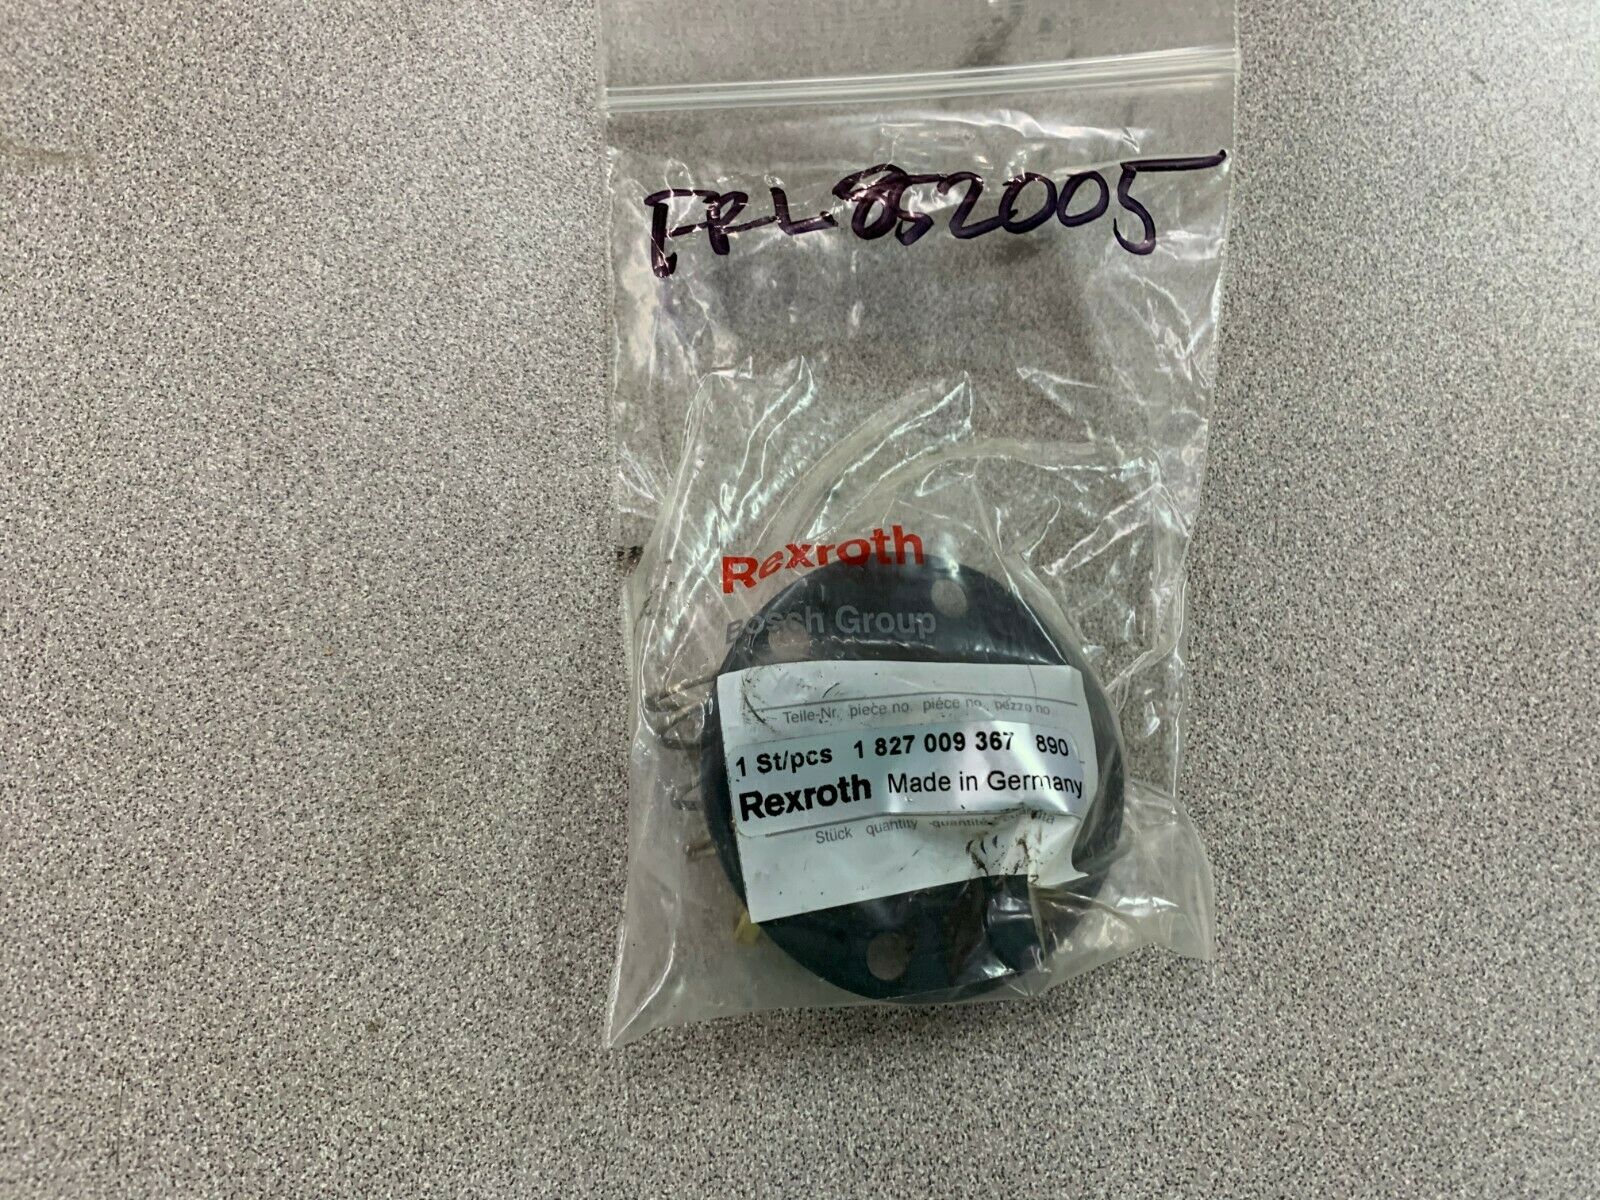 FRL852005
Rexroth
Bosch Group
Teile-Nr. piece no. pièce no. pezzo no.
1 St/pcs 1 827 009 367 890
Rexroth Made in Germany
Stück quantity quantité